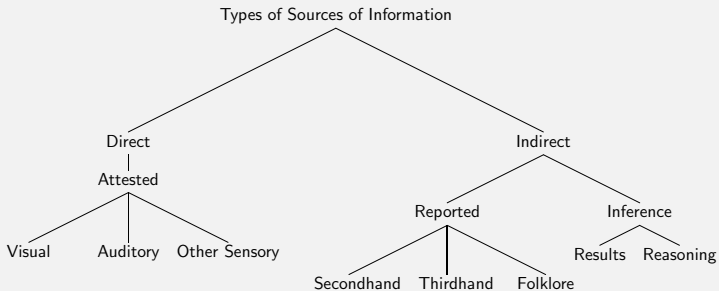 Types of Sources of Information
Direct
Indirect
Attested
Reported
Inference
Visual
Auditory
Other Sensory
Results
Reasoning
Secondhand
Thirdhand
Folklore